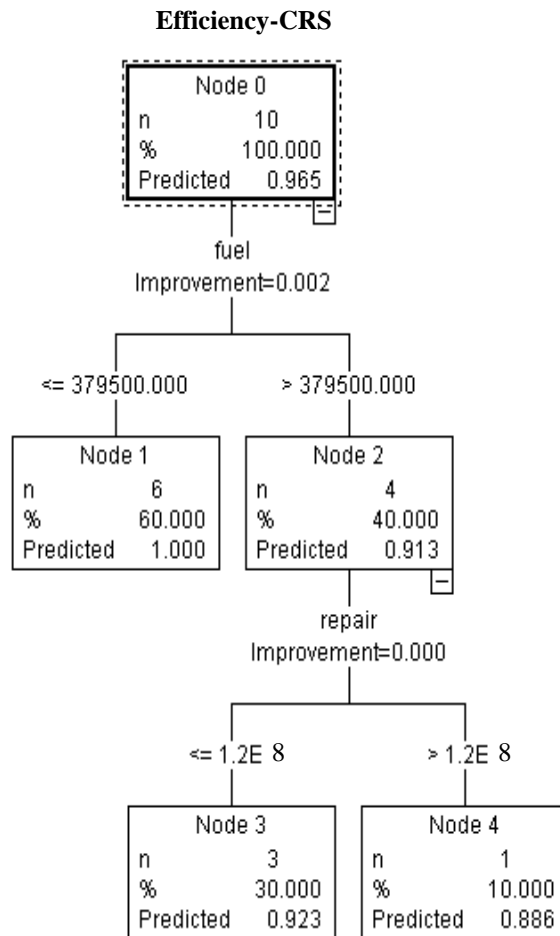 Efficiency-CRS
Node 0
n 10
% 100.000
Predicted 0.965
fuel
Improvement=0.002
<= 379500.000 > 379500.000
Node 1
n 6
% 60.000
Predicted 1.000
Node 2
n 4
% 40.000
Predicted 0.913
repair
Improvement=0.000
<= 1.2E 8 > 1.2E 8
Node 3
n 3
% 30.000
Predicted 0.923
Node 4
n 1
% 10.000
Predicted 0.886